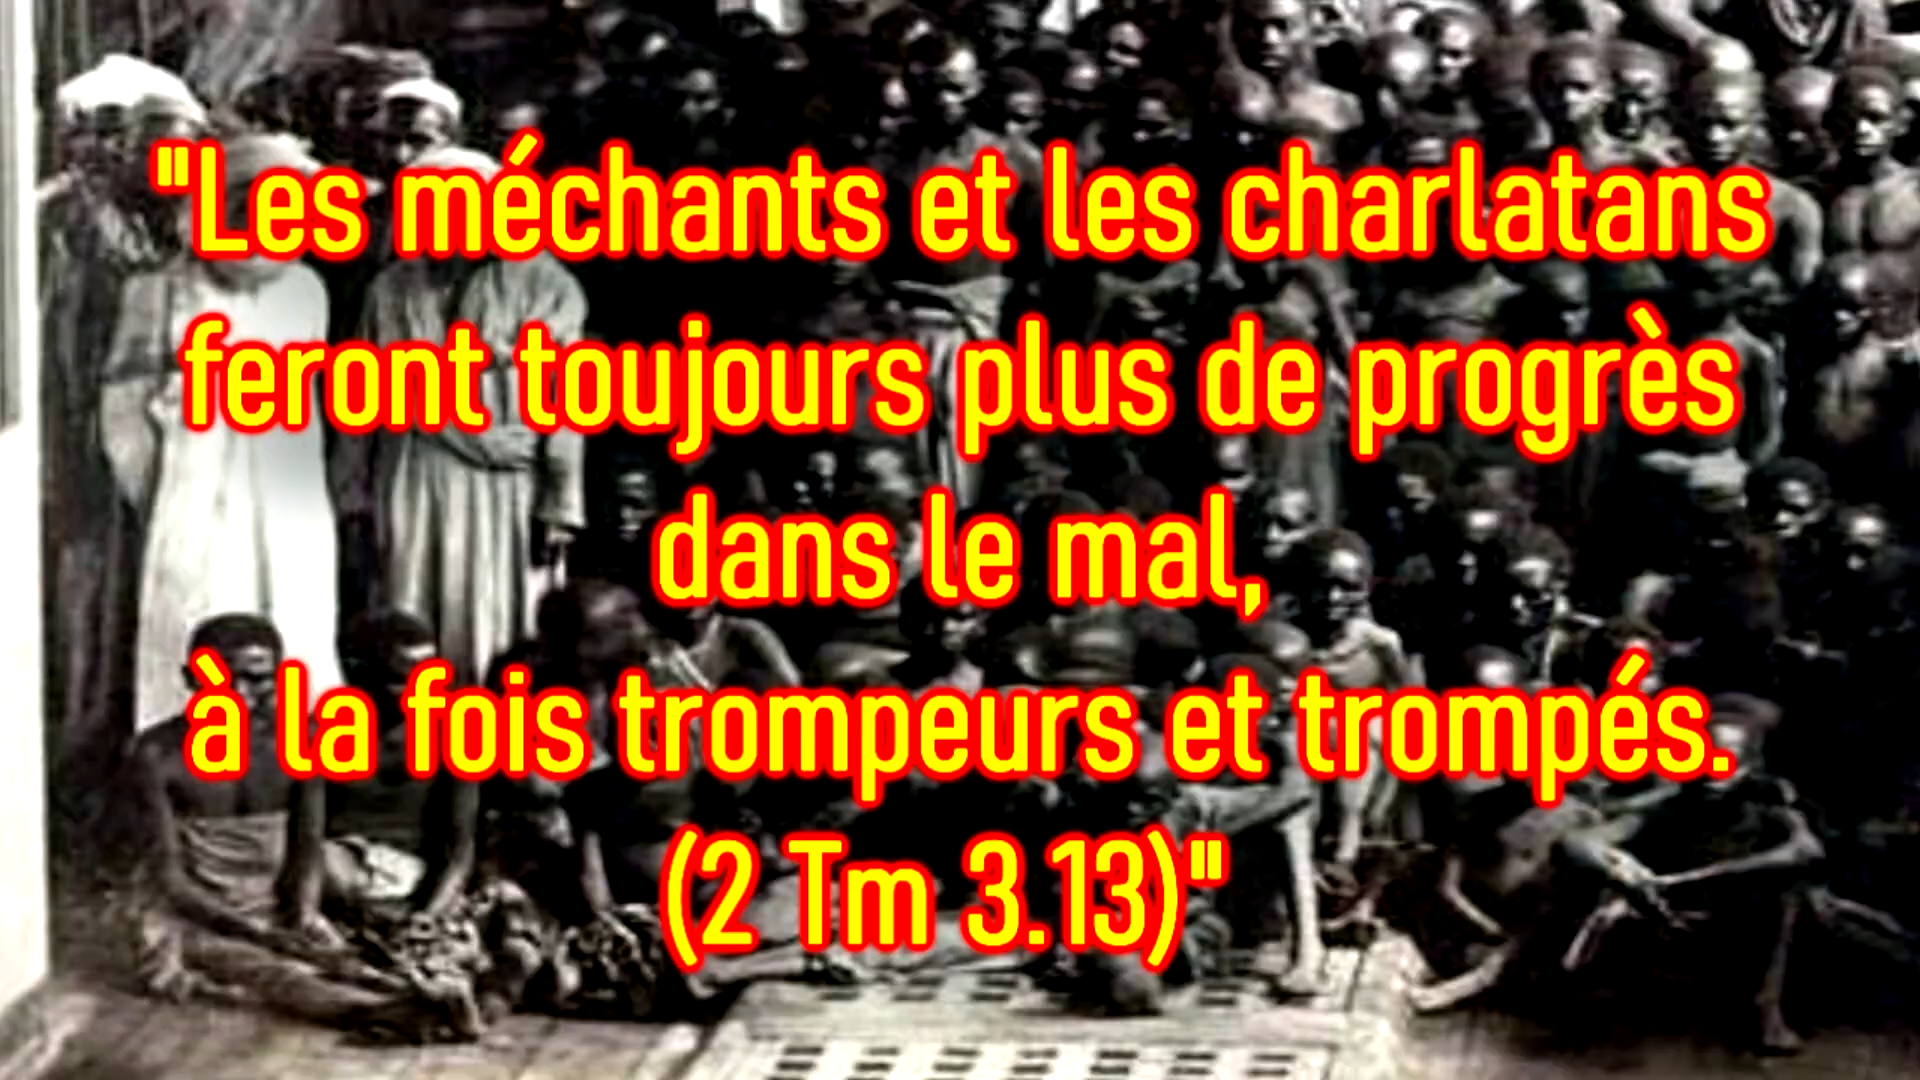 "Les méchants et les charlatans
feront toujours plus de progrès
dans le mal,
à la fois trompeurs et trompés.
(2 Tm 3.13)"